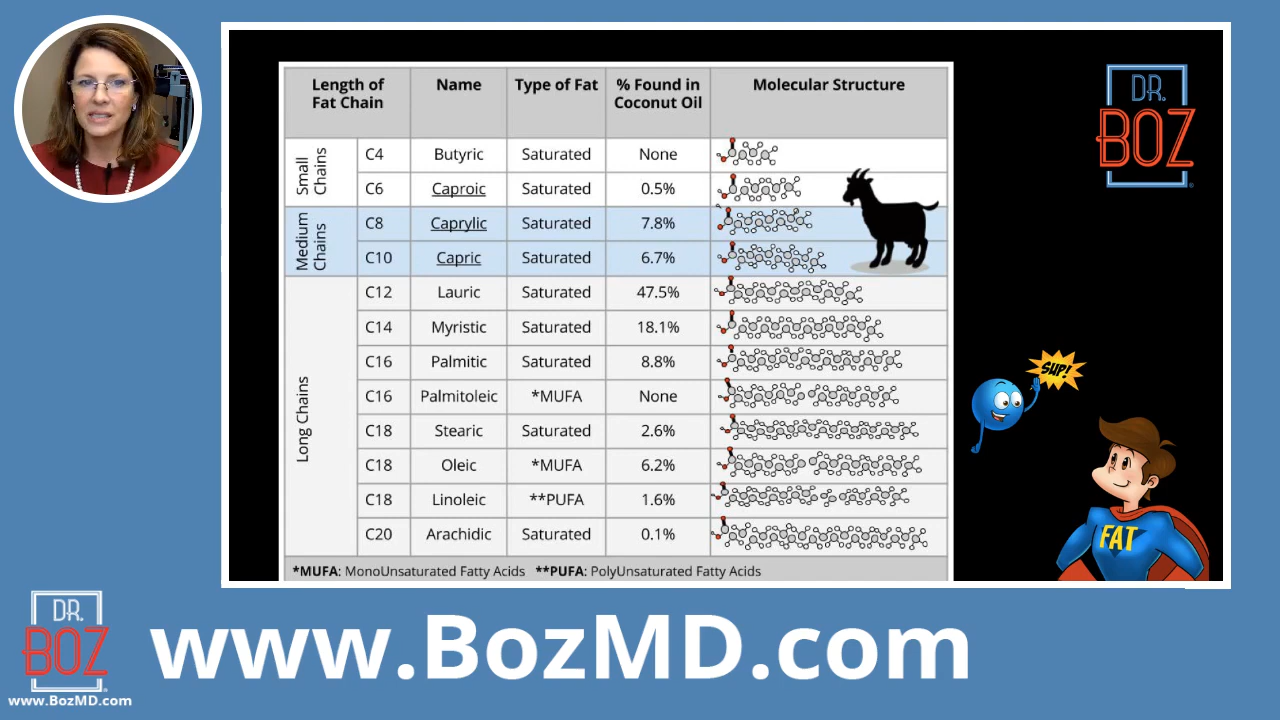 Length of Fat Chain Name Type of Fat % Found in Coconut Oil Molecular Structure
Small Chains
C4 Butyric Saturated None
C6 Caproic Saturated 0.5%
Medium Chains
C8 Caprylic Saturated 7.8%
C10 Capric Saturated 6.7%
Long Chains
C12 Lauric Saturated 47.5%
C14 Myristic Saturated 18.1%
C16 Palmitic Saturated 8.8%
C16 Palmitoleic *MUFA None
C18 Stearic Saturated 2.6%
C18 Oleic *MUFA 6.2%
C18 Linoleic **PUFA 1.6%
C20 Arachidic Saturated 0.1%
*MUFA: MonoUnsaturated Fatty Acids **PUFA: PolyUnsaturated Fatty Acids
DR.
BOZ
SUP!
FAT
DR.
BOZ
www.BozMD.com
www.BozMD.com